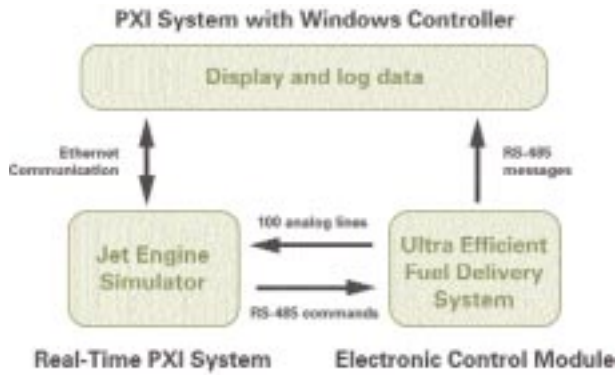 PXI System with Windows Controller
Display and log data
Ethernet
Communication
RS-485
messages
100 analog lines
Jet Engine
Simulator
Ultra Efficient
Fuel Delivery
System
RS-485 commands
Real-Time PXI System
Electronic Control Module